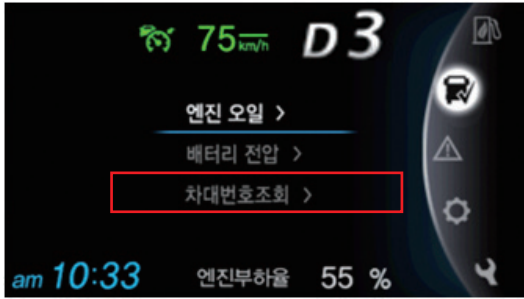 75 km/h D 3
엔진 오일 >
배터리 전압 >
차대번호조회 >
am 10:33 엔진부하율 55 %